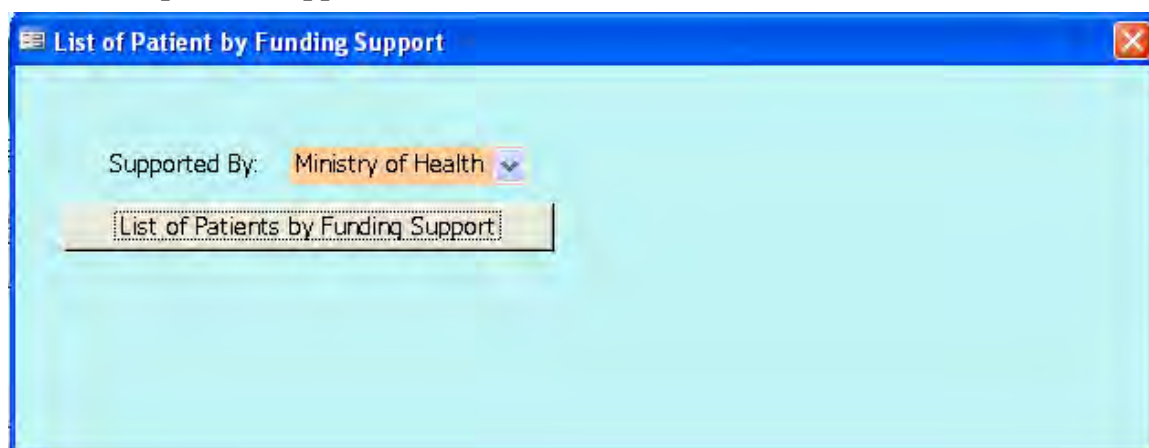 List of Patient by Funding Support
Supported By: Ministry of Health
List of Patients by Funding Support